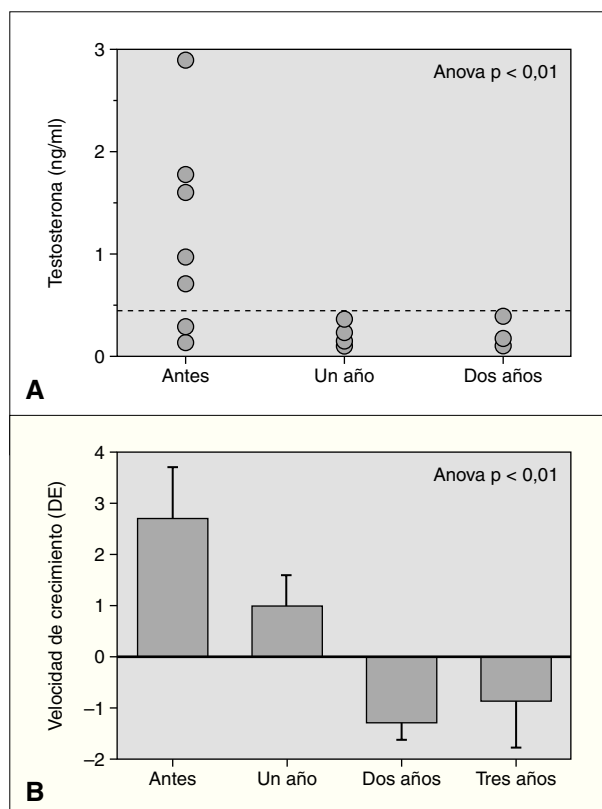 3
Anova p < 0,01
2
Testosterona (ng/ml)
1
0
Antes Un año Dos años
A
4
Anova p < 0,01
3
2
Velocidad de crecimiento (DE)
1
0
–1
–2
Antes Un año Dos años Tres años
B